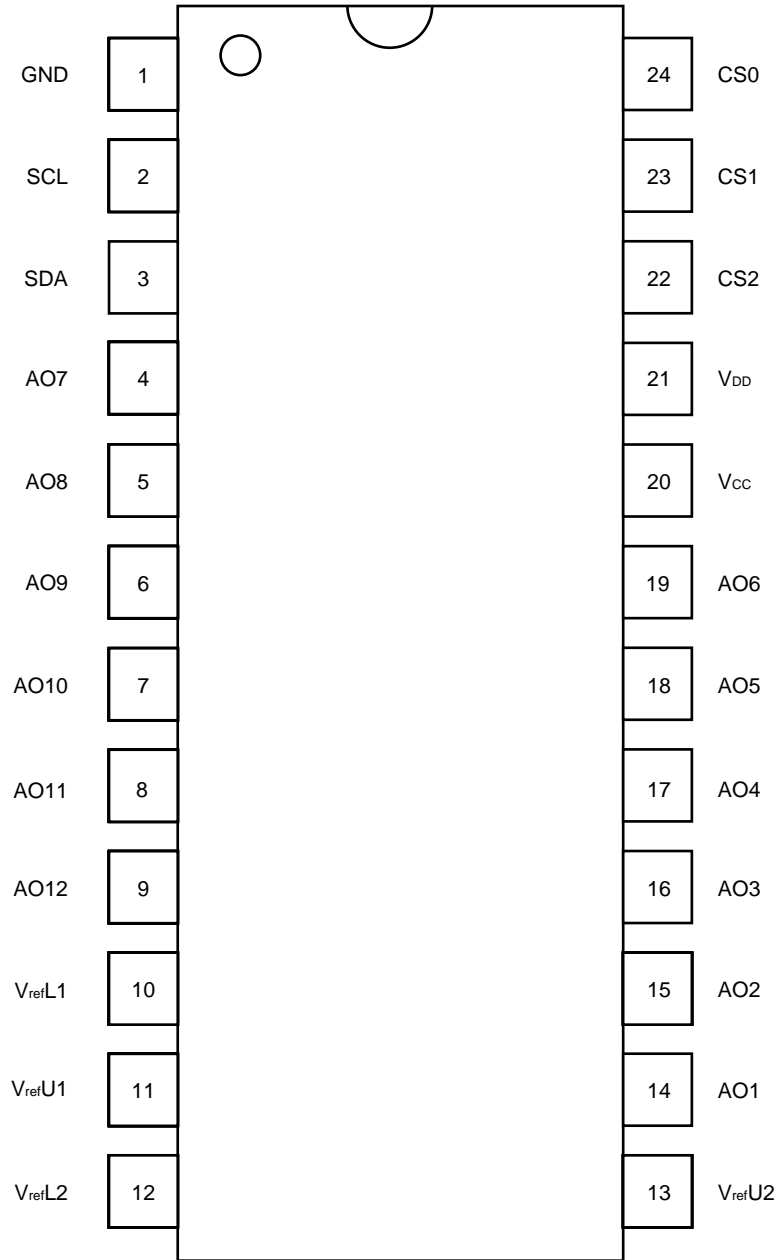 GND 1 24 CS0
SCL 2 23 CS1
SDA 3 22 CS2
AO7 4 21 VDD
AO8 5 20 VCC
AO9 6 19 AO6
AO10 7 18 AO5
AO11 8 17 AO4
AO12 9 16 AO3
VrefL1 10 15 AO2
VrefU1 11 14 AO1
VrefL2 12 13 VrefU2